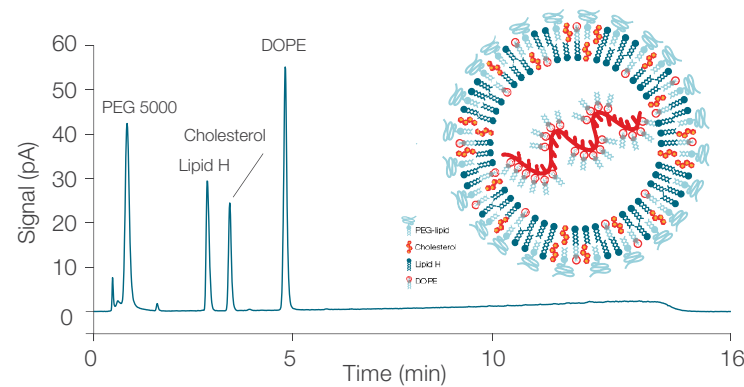 60
50
40
30
20
10
0
Signal (pA)
PEG 5000
Lipid H
Cholesterol
DOPE
PEG-lipid
Cholesterol
Lipid H
DOPE
0
5
10
16
Time (min)